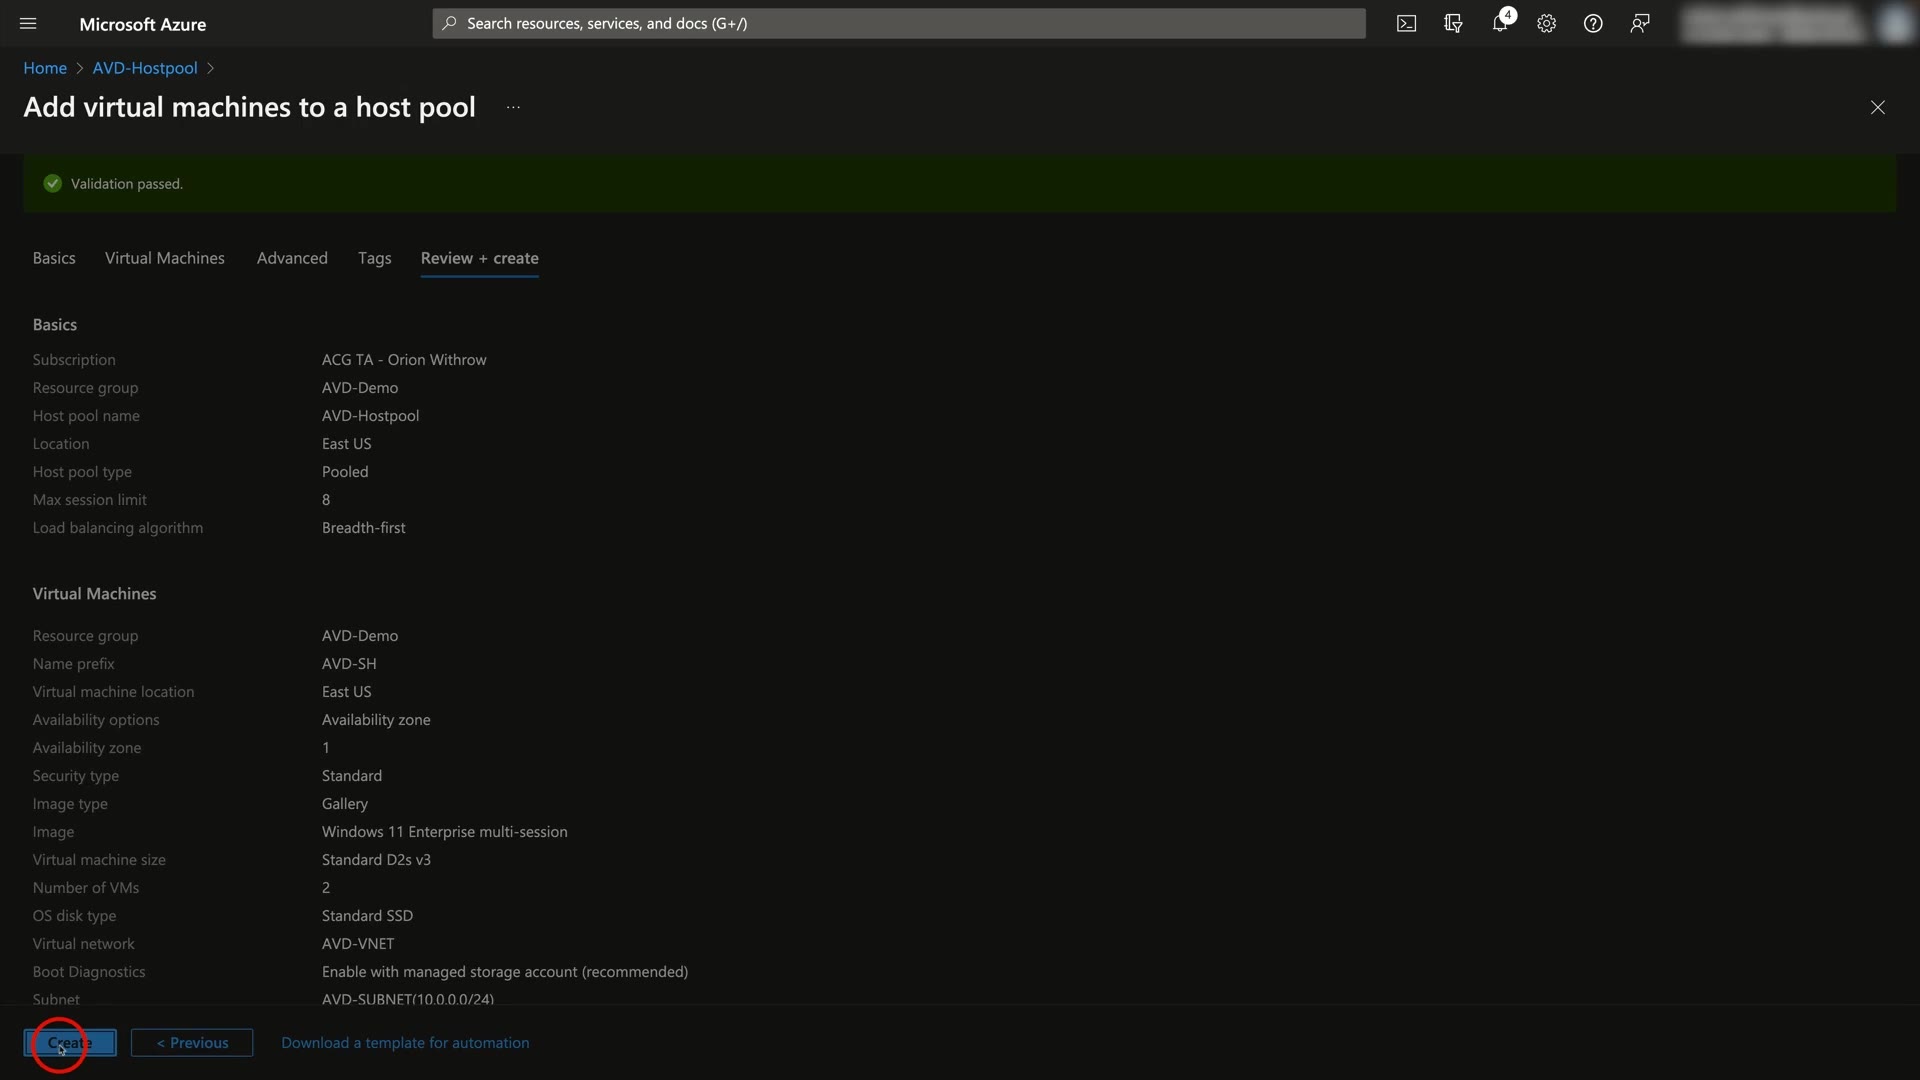 Microsoft Azure
Search resources, services, and docs (G+/)
4
Home > AVD-Hostpool >
Add virtual machines to a host pool ...
Validation passed.
Basics Virtual Machines Advanced Tags Review + create
Basics
Subscription ACG TA - Orion Withrow
Resource group AVD-Demo
Host pool name AVD-Hostpool
Location East US
Host pool type Pooled
Max session limit 8
Load balancing algorithm Breadth-first
Virtual Machines
Resource group AVD-Demo
Name prefix AVD-SH
Virtual machine location East US
Availability options Availability zone
Availability zone 1
Security type Standard
Image type Gallery
Image Windows 11 Enterprise multi-session
Virtual machine size Standard D2s v3
Number of VMs 2
OS disk type Standard SSD
Virtual network AVD-VNET
Boot Diagnostics Enable with managed storage account (recommended)
Subnet AVD-SUBNET(10.0.0.0/24)
Create < Previous Download a template for automation